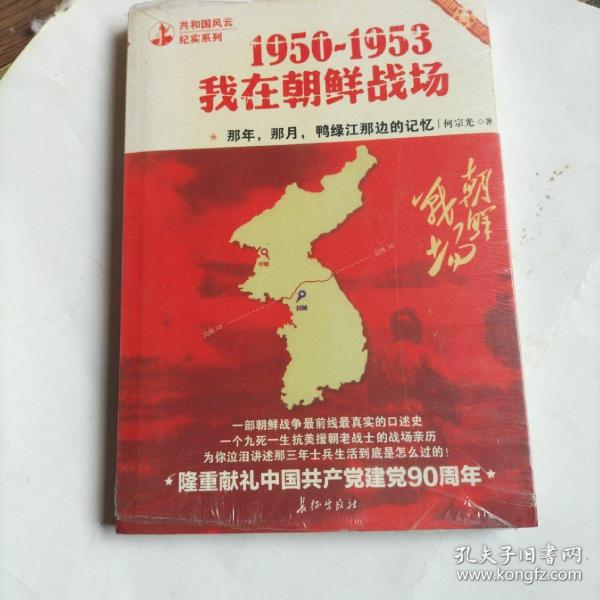 共和国风云
纪实系列
1950-1953
我在朝鲜战场
★ 那年，那月，鸭绿江那边的记忆 | 何宗光 ◎ 著
朝鲜
战场
平壤
汉城
一部朝鲜战争最前线最真实的口述史
一个九死一生抗美援朝老战士的战场亲历
为你泣泪讲述那三年士兵生活到底是怎么过的！
★ 隆重献礼中国共产党建党90周年 ★
长征出版社
孔夫子旧书网
www.kongfz.com